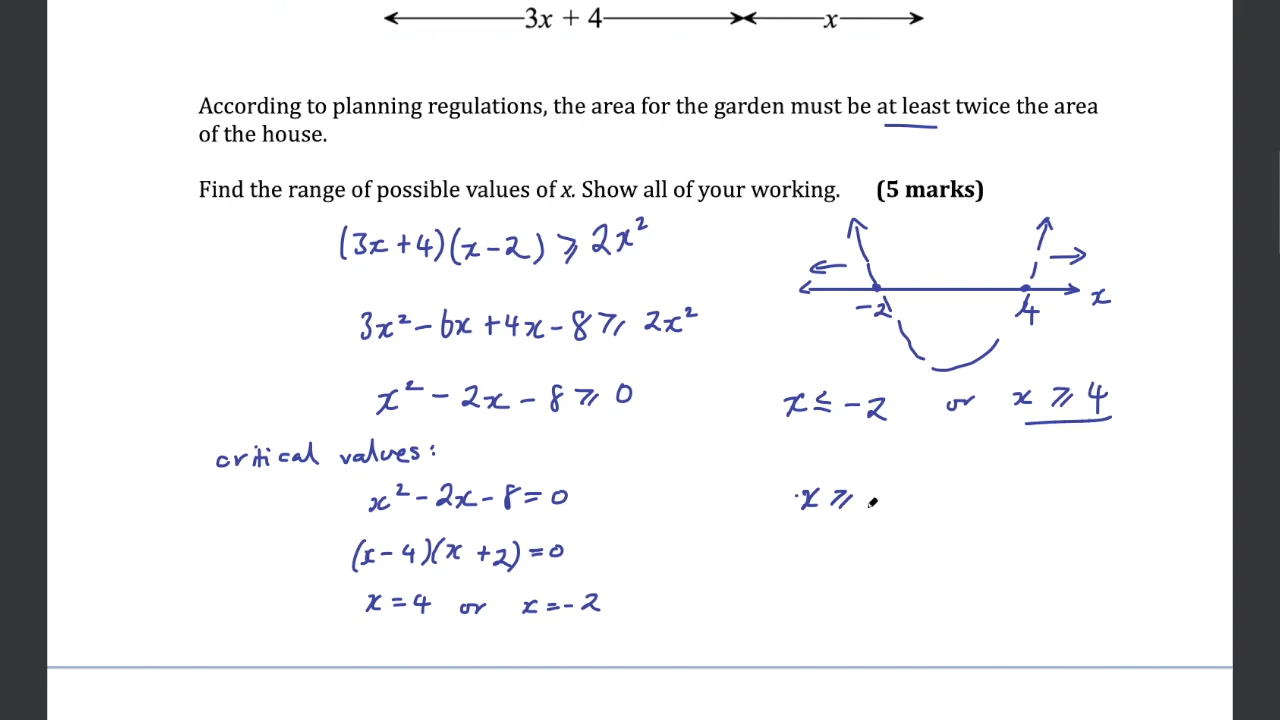 3x + 4 x
According to planning regulations, the area for the garden must be at least twice the area
of the house.
Find the range of possible values of x. Show all of your working. (5 marks)
(3x+4)(x-2) ⩾ 2x²
3x² - 6x + 4x - 8 ⩾ 2x²
x² - 2x - 8 ⩾ 0
critical values:
x² - 2x - 8 = 0
(x - 4)(x + 2) = 0
x = 4 or x = -2
-2 4 x
x ≤ -2 or x ⩾ 4
x ⩾